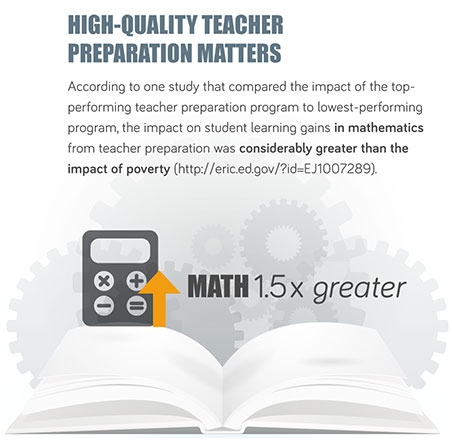 HIGH-QUALITY TEACHER
PREPARATION MATTERS
According to one study that compared the impact of the top-
performing teacher preparation program to lowest-performing
program, the impact on student learning gains in mathematics
from teacher preparation was considerably greater than the
impact of poverty (http://eric.ed.gov/?id=EJ1007289).
MATH 1.5x greater